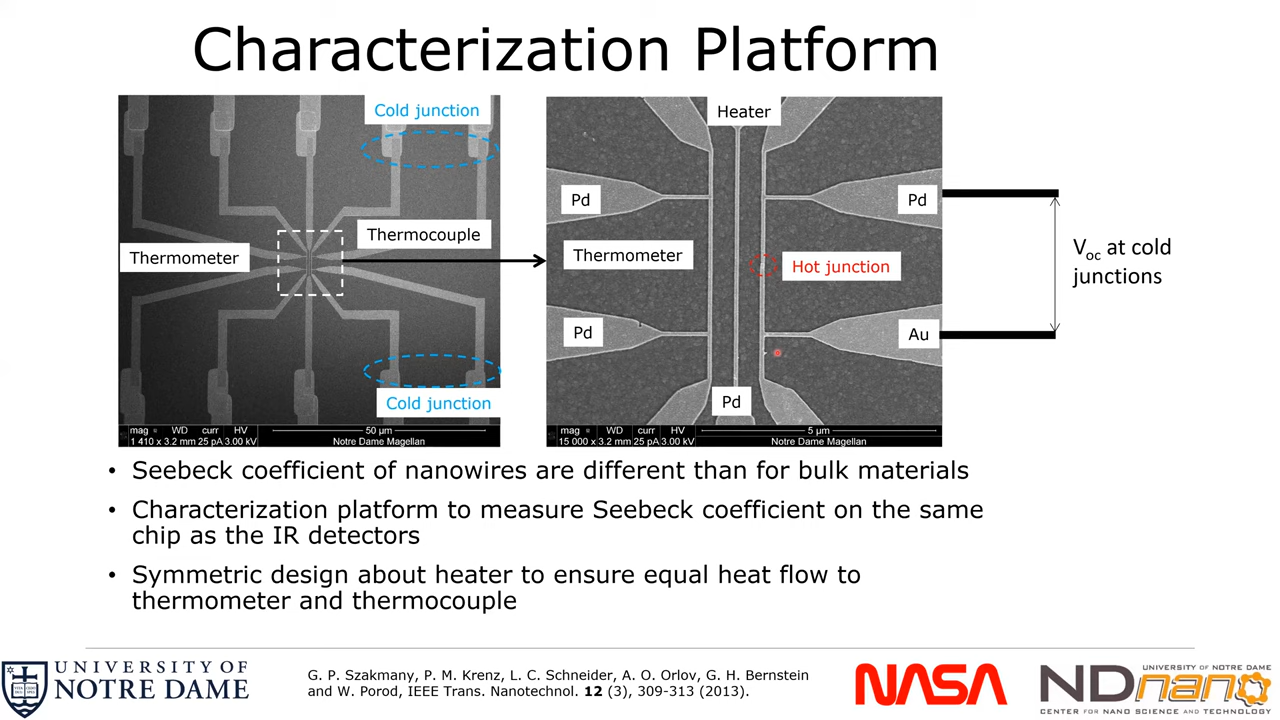 Characterization Platform
Cold junction
Thermometer
Thermocouple
Cold junction
mag WD curr HV
1 410 x 3.2 mm 25 pA 3.00 kV
50 µm
Notre Dame Magellan
Heater
Pd
Pd
Thermometer
Hot junction
Pd
Au
Pd
mag WD curr HV
15 000 x 3.2 mm 25 pA 3.00 kV
5 µm
Notre Dame Magellan
Voc at cold
junctions
• Seebeck coefficient of nanowires are different than for bulk materials
• Characterization platform to measure Seebeck coefficient on the same
chip as the IR detectors
• Symmetric design about heater to ensure equal heat flow to
thermometer and thermocouple
UNIVERSITY OF
NOTRE DAME
G. P. Szakmany, P. M. Krenz, L. C. Schneider, A. O. Orlov, G. H. Bernstein
and W. Porod, IEEE Trans. Nanotechnol. 12 (3), 309-313 (2013).
NASA
UNIVERSITY OF NOTRE DAME
NDnano
CENTER FOR NANO SCIENCE AND TECHNOLOGY